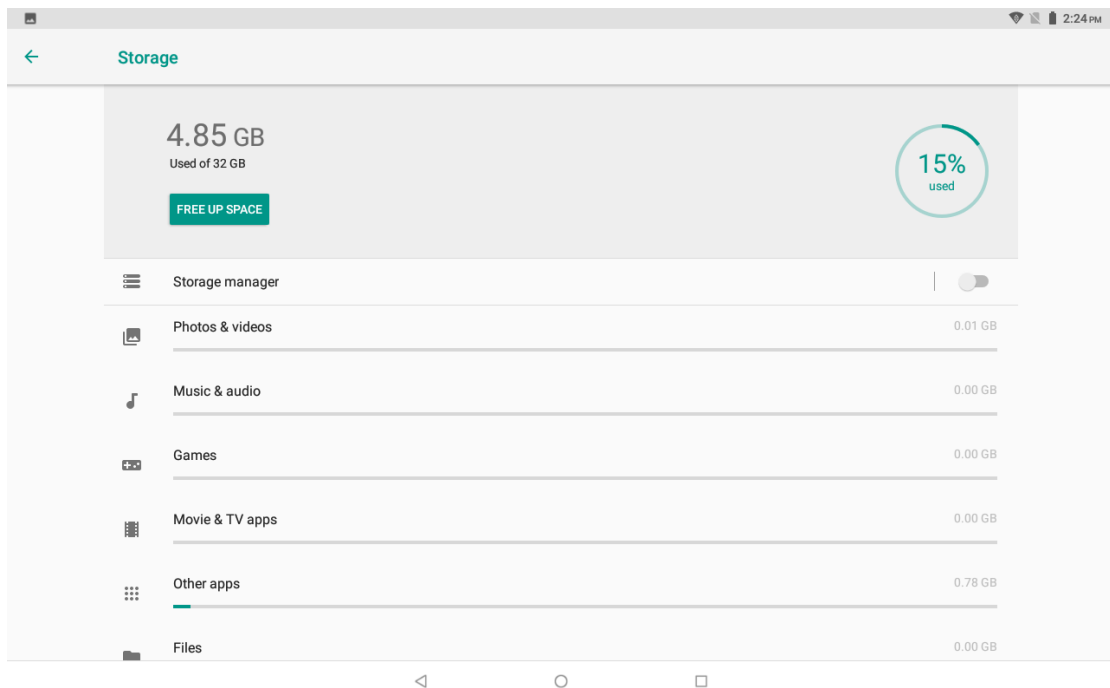 2:24 PM
Storage
4.85 GB
Used of 32 GB
15%
used
FREE UP SPACE
Storage manager
Photos & videos 0.01 GB
Music & audio 0.00 GB
Games 0.00 GB
Movie & TV apps 0.00 GB
Other apps 0.78 GB
Files 0.00 GB